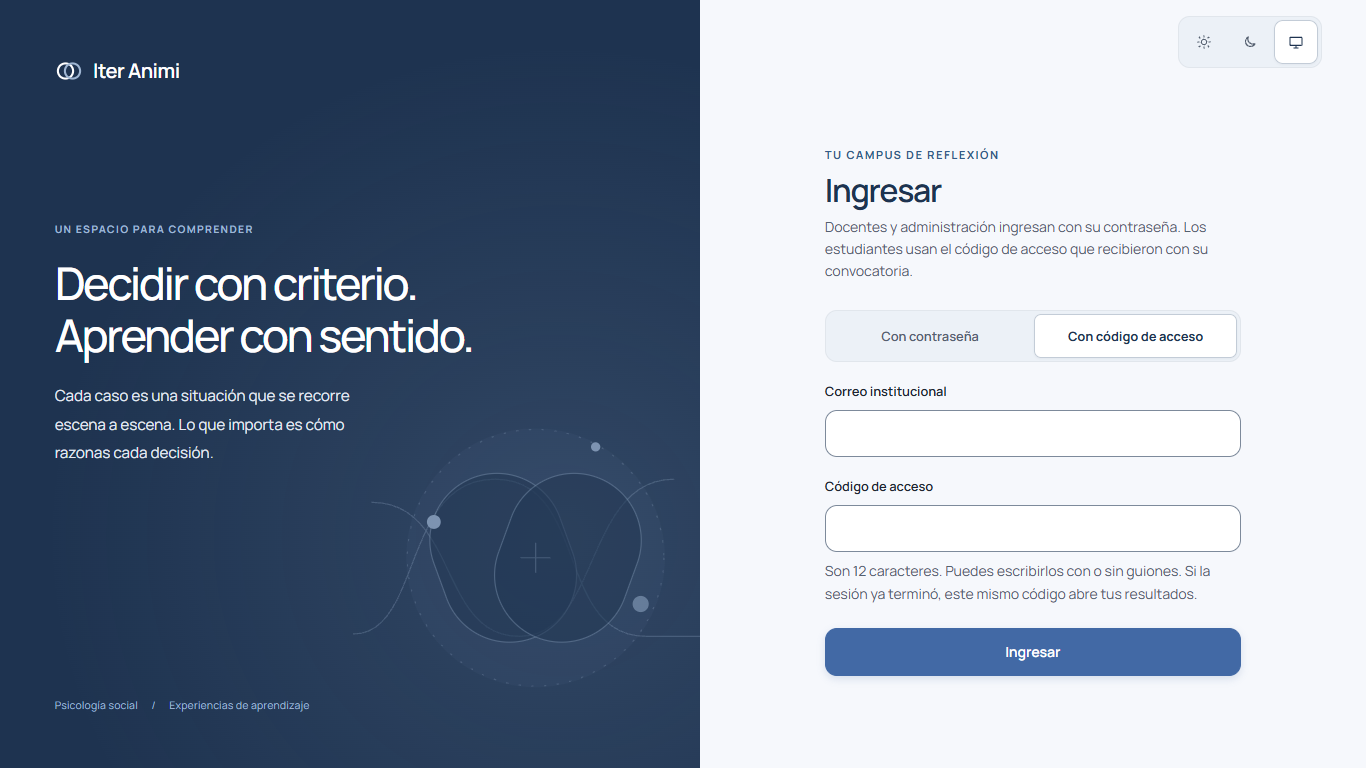 Iter Animi
UN ESPACIO PARA COMPRENDER
Decidir con criterio.
Aprender con sentido.
Cada caso es una situación que se recorre
escena a escena. Lo que importa es cómo
razonas cada decisión.
Psicología social / Experiencias de aprendizaje
TU CAMPUS DE REFLEXIÓN
Ingresar
Docentes y administración ingresan con su contraseña. Los
estudiantes usan el código de acceso que recibieron con su
convocatoria.
Con contraseña
Con código de acceso
Correo institucional
Código de acceso
Son 12 caracteres. Puedes escribirlos con o sin guiones. Si la
sesión ya terminó, este mismo código abre tus resultados.
Ingresar